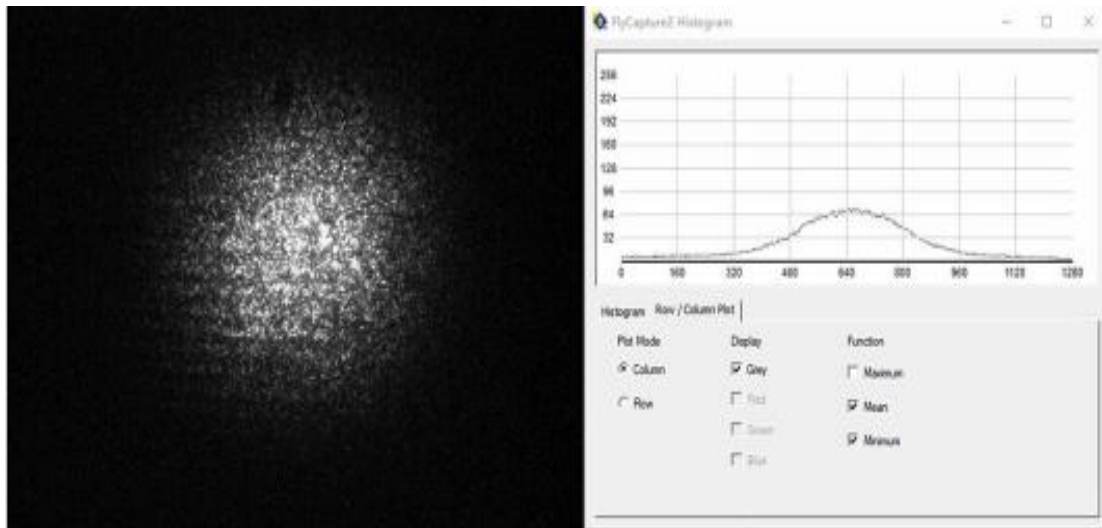 FlyCapture2 Histogram
256
224
192
160
128
96
64
32
0 160 320 480 640 800 960 1120 1280
Histogram Row / Column Plot
Plot Mode Display Function
Column Grey Maximum
Row Red Mean
Green Minimum
Blue